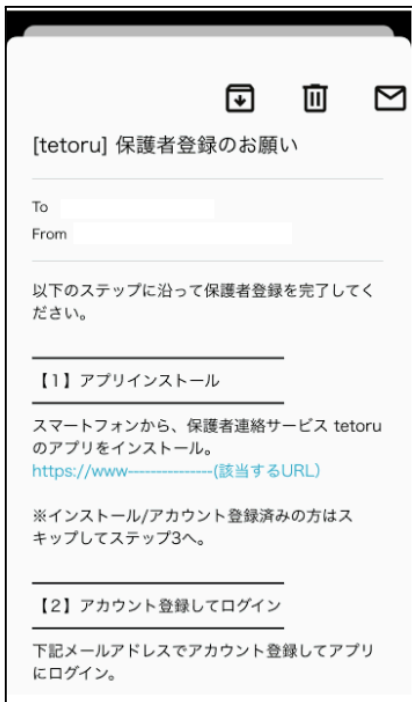 [tetoru] 保護者登録のお願い
To
From
以下のステップに沿って保護者登録を完了してく
ださい。
【1】アプリインストール
スマートフォンから、保護者連絡サービス tetoru
のアプリをインストール。
https://www---------------(該当するURL)
※インストール/アカウント登録済みの方はス
キップしてステップ3へ。
【2】アカウント登録してログイン
下記メールアドレスでアカウント登録してアプリ
にログイン。